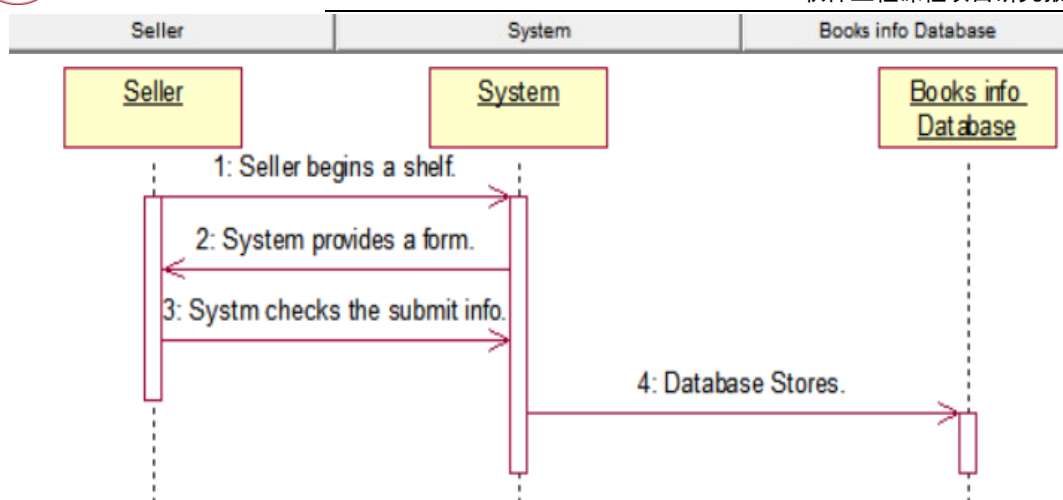 Seller
System
Books info Database
Seller
System
Books info
Database
1: Seller begins a shelf.
2: System provides a form.
3: Systm checks the submit info.
4: Database Stores.